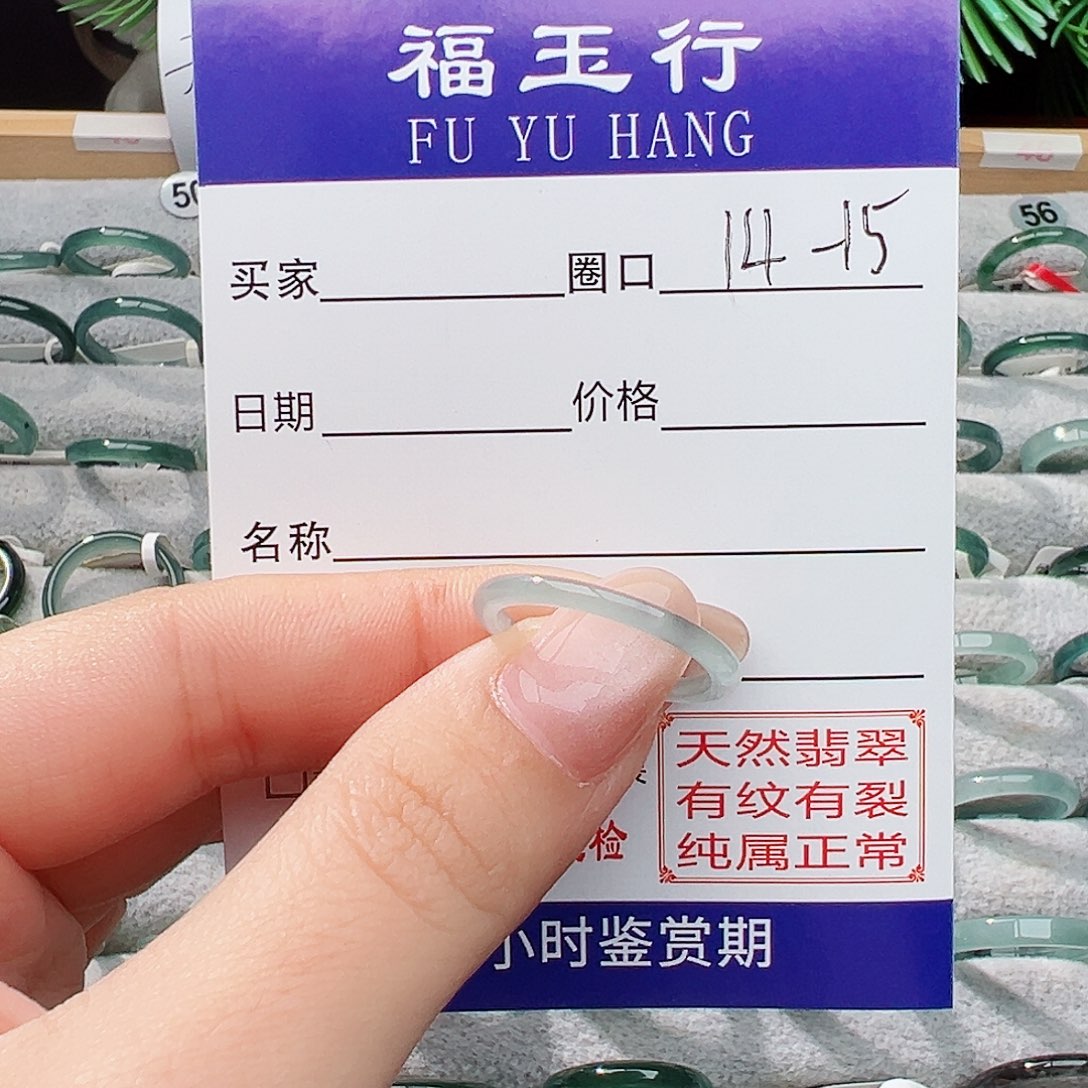 福玉行
FU YU HANG
买家 圈口 14-15
日期 价格
名称
天然翡翠
有纹有裂
纯属正常
检
小时鉴赏期
56